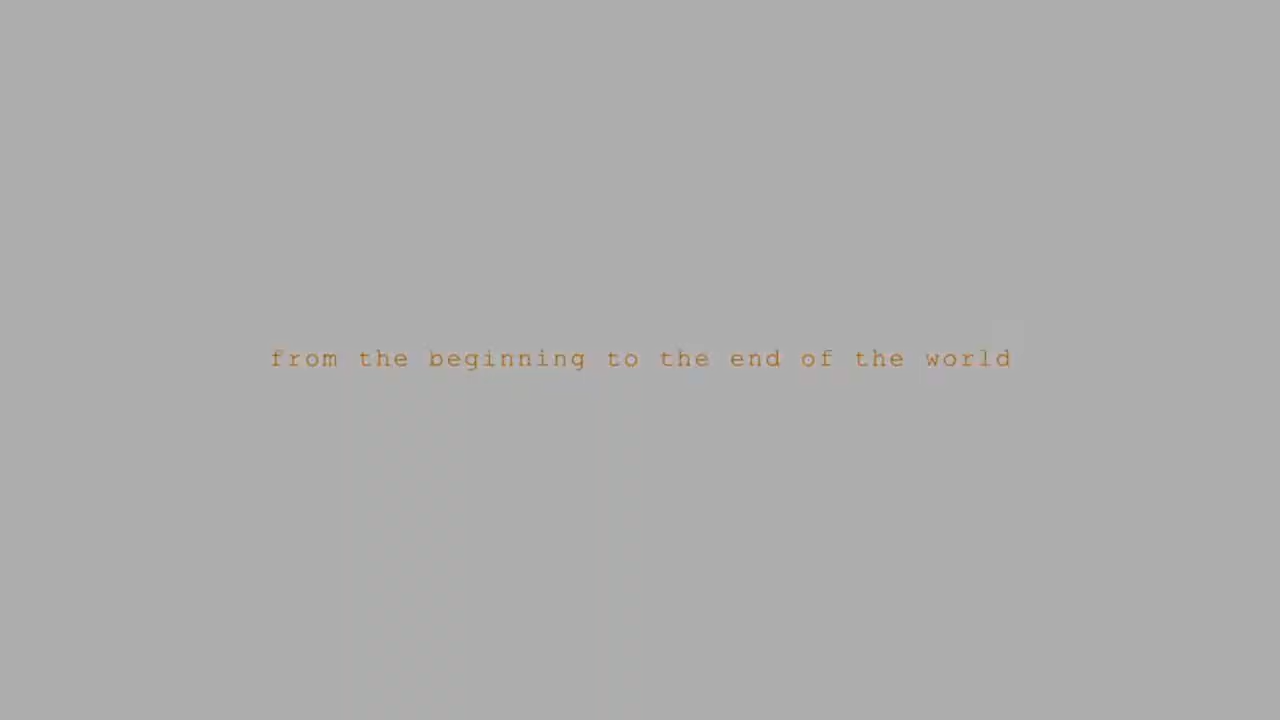 from the beginning to the end of the world